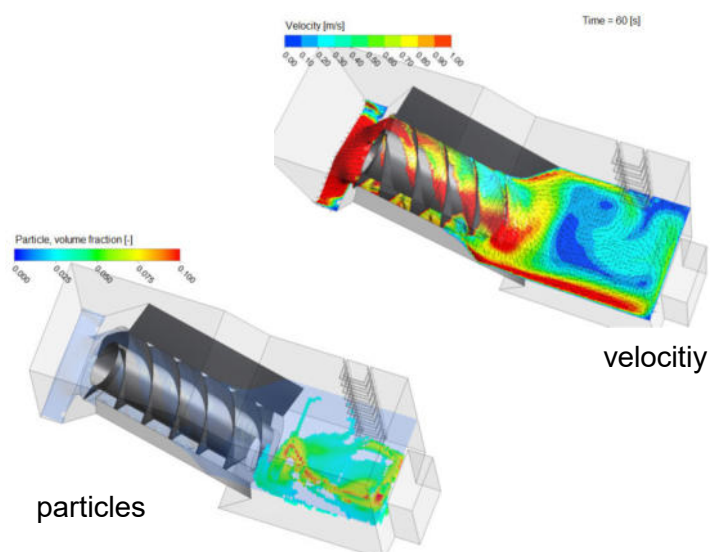 Time = 60 [s]
Velocity [m/s]
0.00 0.10 0.20 0.30 0.40 0.50 0.60 0.70 0.80 0.90 1.00
velocitiy
Particle, volume fraction [-]
0.000 0.025 0.050 0.075 0.100
particles